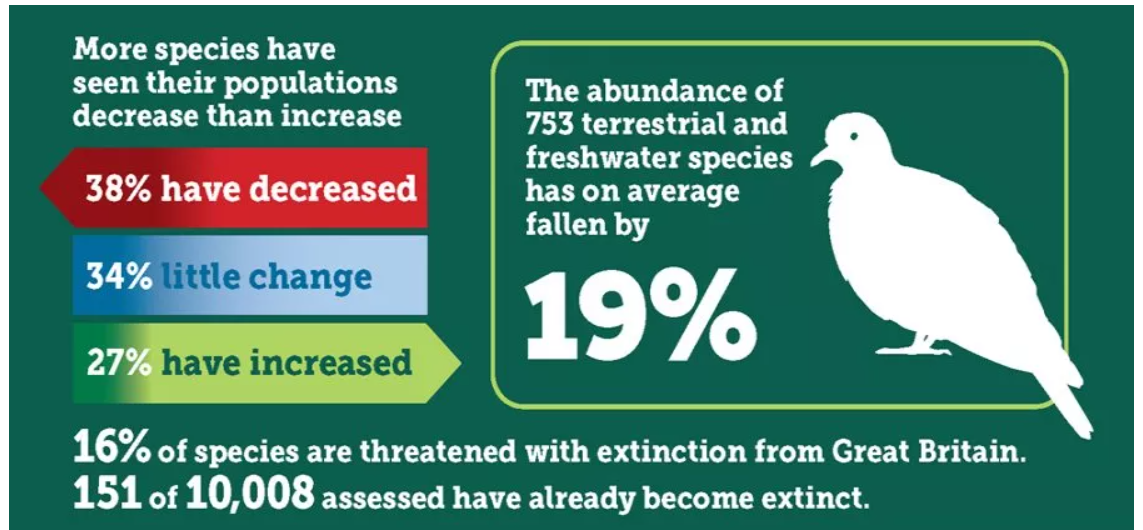 More species have
seen their populations
decrease than increase
38% have decreased
34% little change
27% have increased
The abundance of
753 terrestrial and
freshwater species
has on average
fallen by
19%
16% of species are threatened with extinction from Great Britain.
151 of 10,008 assessed have already become extinct.